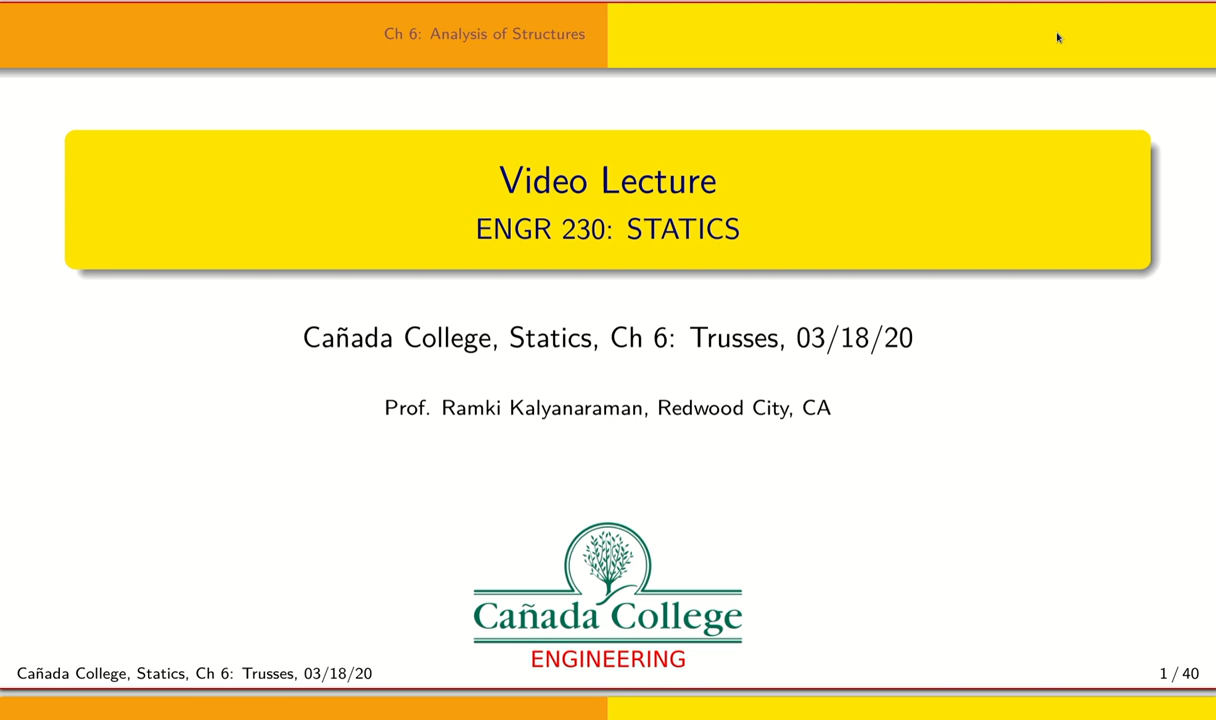 Ch 6: Analysis of Structures
Video Lecture
ENGR 230: STATICS
Cañada College, Statics, Ch 6: Trusses, 03/18/20
Prof. Ramki Kalyanaraman, Redwood City, CA
Cañada College
ENGINEERING
Cañada College, Statics, Ch 6: Trusses, 03/18/20
1 / 40